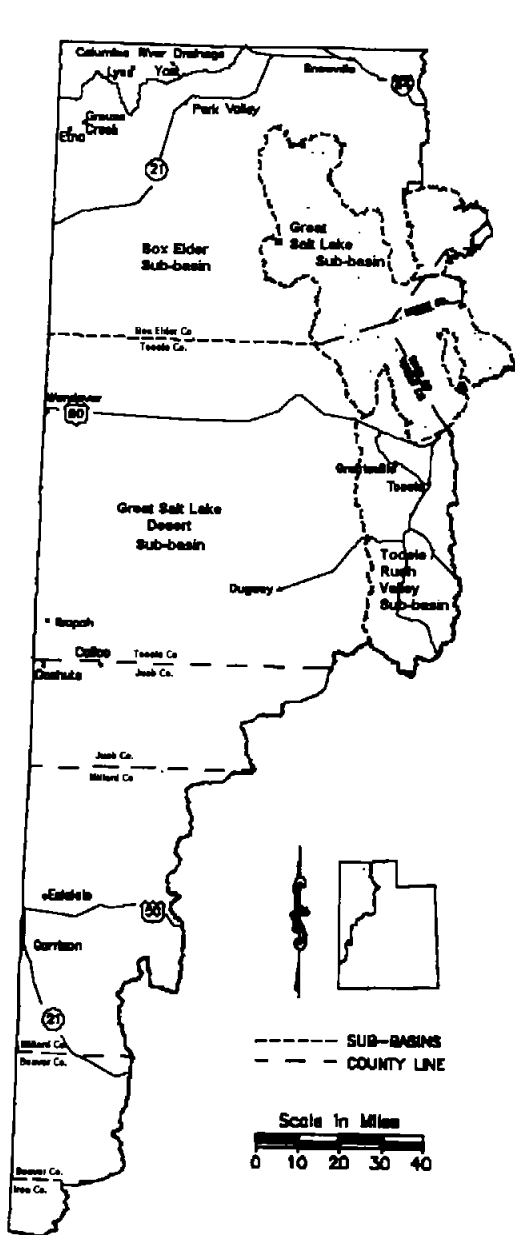 Columbia River Drainage
Lynn Yost
Snowville
84
Park Valley
Grouse
Creek
Etna
21
Great
Salt Lake
Sub-basin
Box Elder
Sub-basin
Box Elder Co
Tooele Co.
Wendover
80
Grantsville
Tooele
Great Salt Lake
Desert
Sub-basin
Tooele
Rush
Valley
Sub-basin
Dugway
Ibapah
Callao
Tooele Co
Juab Co.
Goshute
Juab Co.
Millard Co
Eskdale
50
Garrison
21
Millard Co.
Beaver Co.
SUB-BASINS
COUNTY LINE
Scale in Miles
0 10 20 30 40
Beaver Co.
Iron Co.